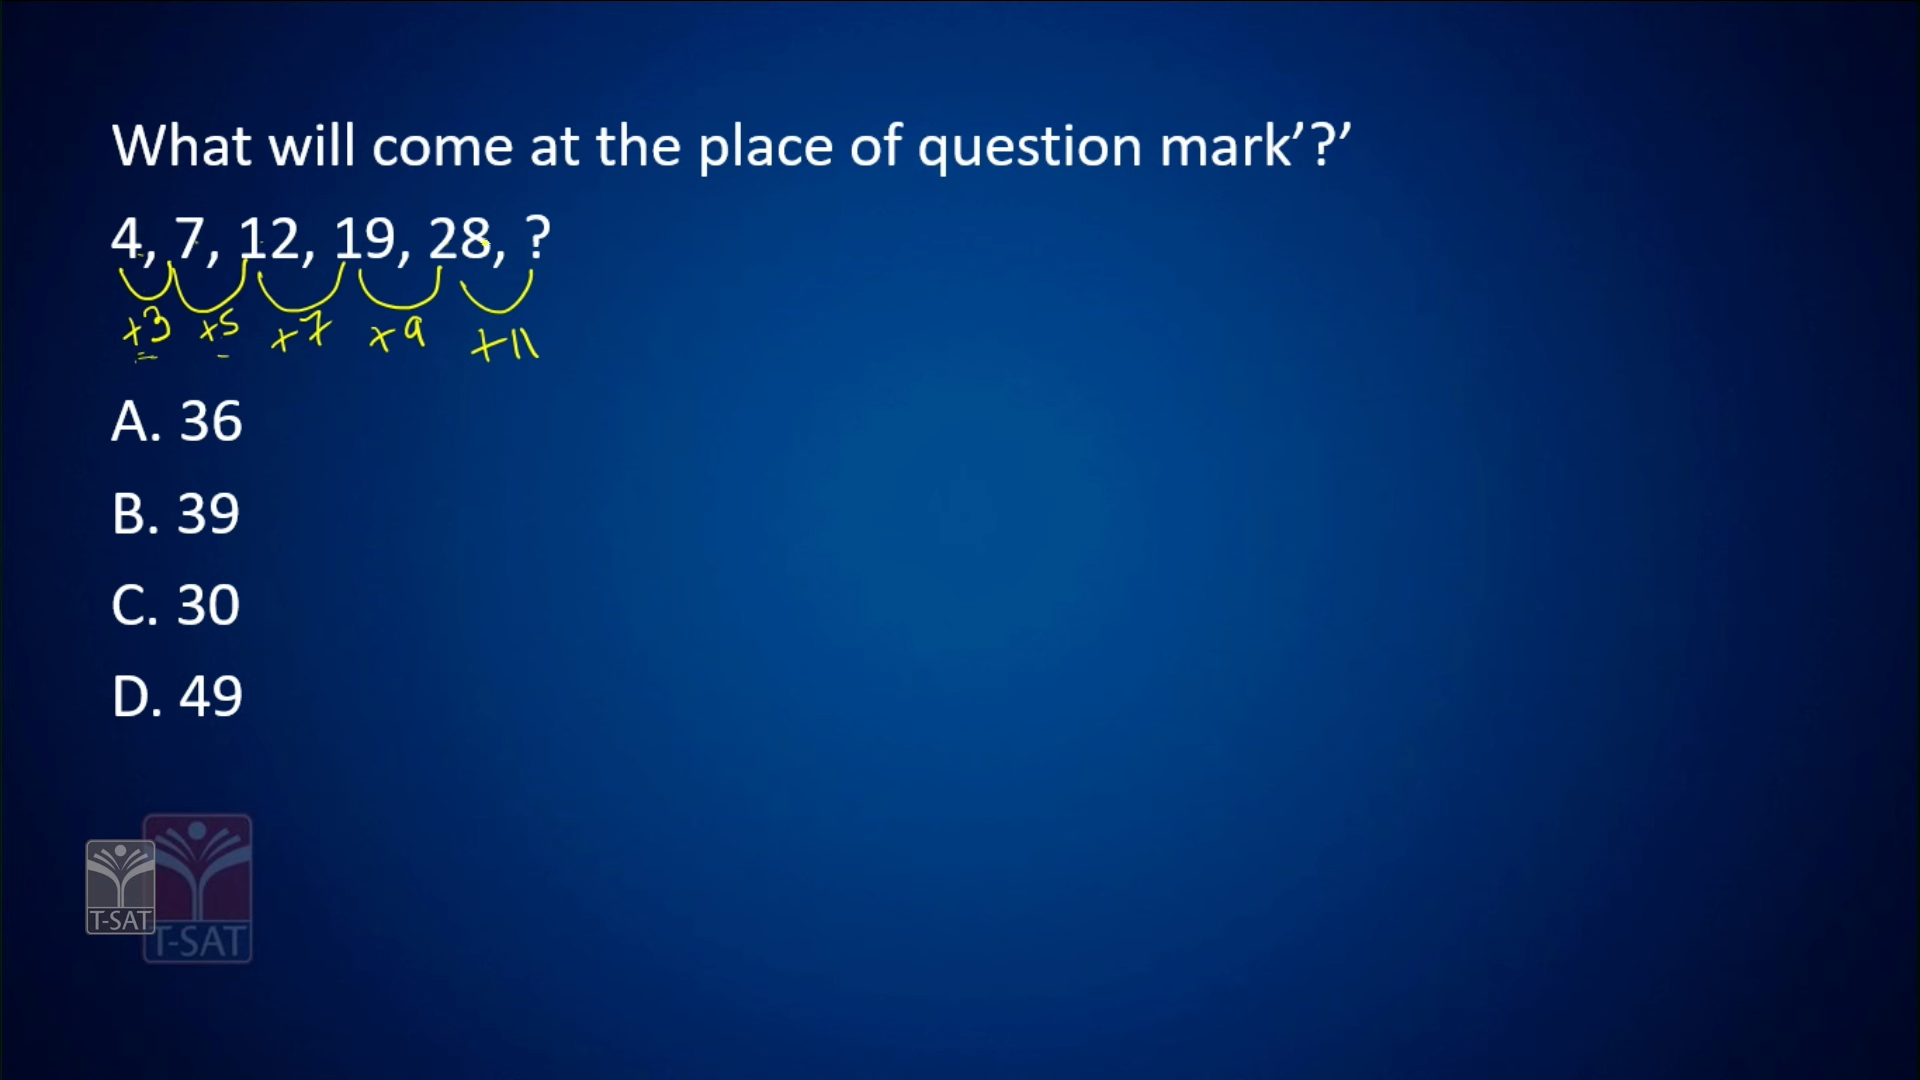 What will come at the place of question mark’?’
4, 7, 12, 19, 28, ?
+3 +5 +7 +9 +11
A. 36
B. 39
C. 30
D. 49
T-SAT
T-SAT